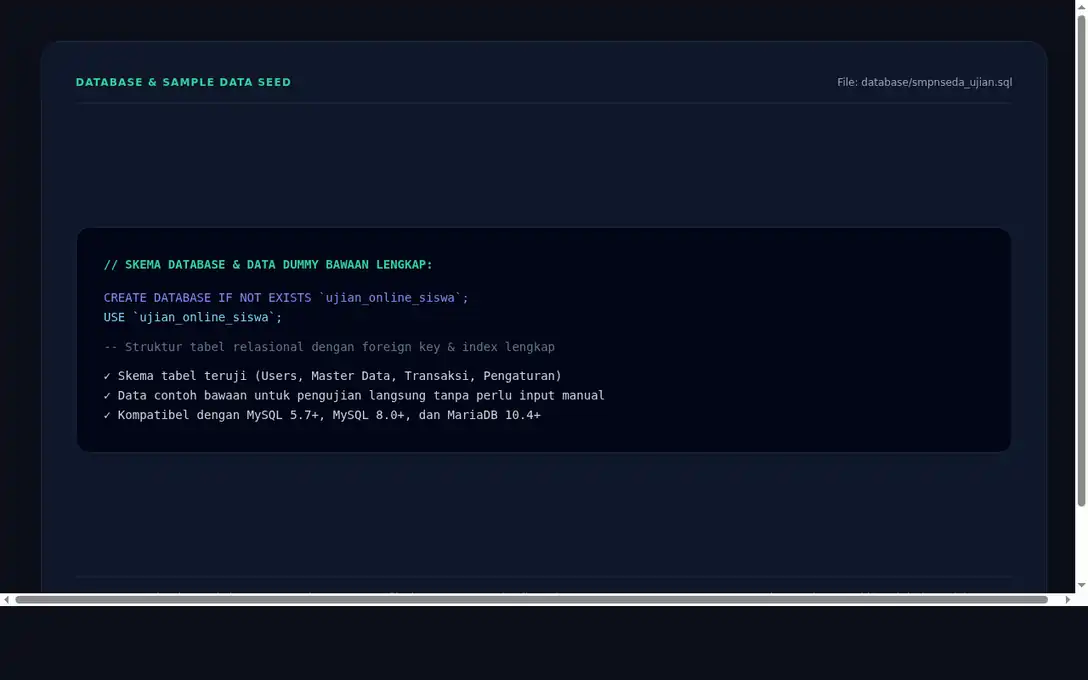 DATABASE & SAMPLE DATA SEED
File: database/smpnseda_ujian.sql
// SKEMA DATABASE & DATA DUMMY BAWAAN LENGKAP:
CREATE DATABASE IF NOT EXISTS `ujian_online_siswa`;
USE `ujian_online_siswa`;
-- Struktur tabel relasional dengan foreign key & index lengkap
✓ Skema tabel teruji (Users, Master Data, Transaksi, Pengaturan)
✓ Data contoh bawaan untuk pengujian langsung tanpa perlu input manual
✓ Kompatibel dengan MySQL 5.7+, MySQL 8.0+, dan MariaDB 10.4+